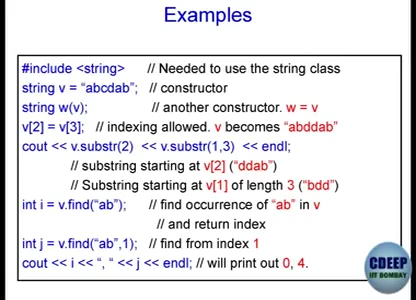 Examples
#include <string> // Needed to use the string class
string v = “abcdab”; // constructor
string w(v); // another constructor. w = v
v[2] = v[3]; // indexing allowed. v becomes “abddab”
cout << v.substr(2) << v.substr(1,3) << endl;
// substring starting at v[2] (“ddab”)
// Substring starting at v[1] of length 3 (“bdd”)
int i = v.find(“ab”); // find occurrence of “ab” in v
// and return index
int j = v.find(“ab”,1); // find from index 1
cout << i << “, “ << j << endl; // will print out 0, 4.
CDEEP
IIT BOMBAY